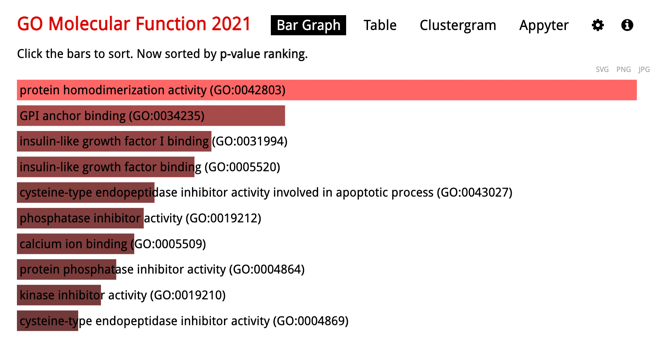 GO Molecular Function 2021
Bar Graph Table Clustergram Appyter
Click the bars to sort. Now sorted by p-value ranking.
SVG PNG JPG
protein homodimerization activity (GO:0042803)
GPI anchor binding (GO:0034235)
insulin-like growth factor I binding (GO:0031994)
insulin-like growth factor binding (GO:0005520)
cysteine-type endopeptidase inhibitor activity involved in apoptotic process (GO:0043027)
phosphatase inhibitor activity (GO:0019212)
calcium ion binding (GO:0005509)
protein phosphatase inhibitor activity (GO:0004864)
kinase inhibitor activity (GO:0019210)
cysteine-type endopeptidase inhibitor activity (GO:0004869)